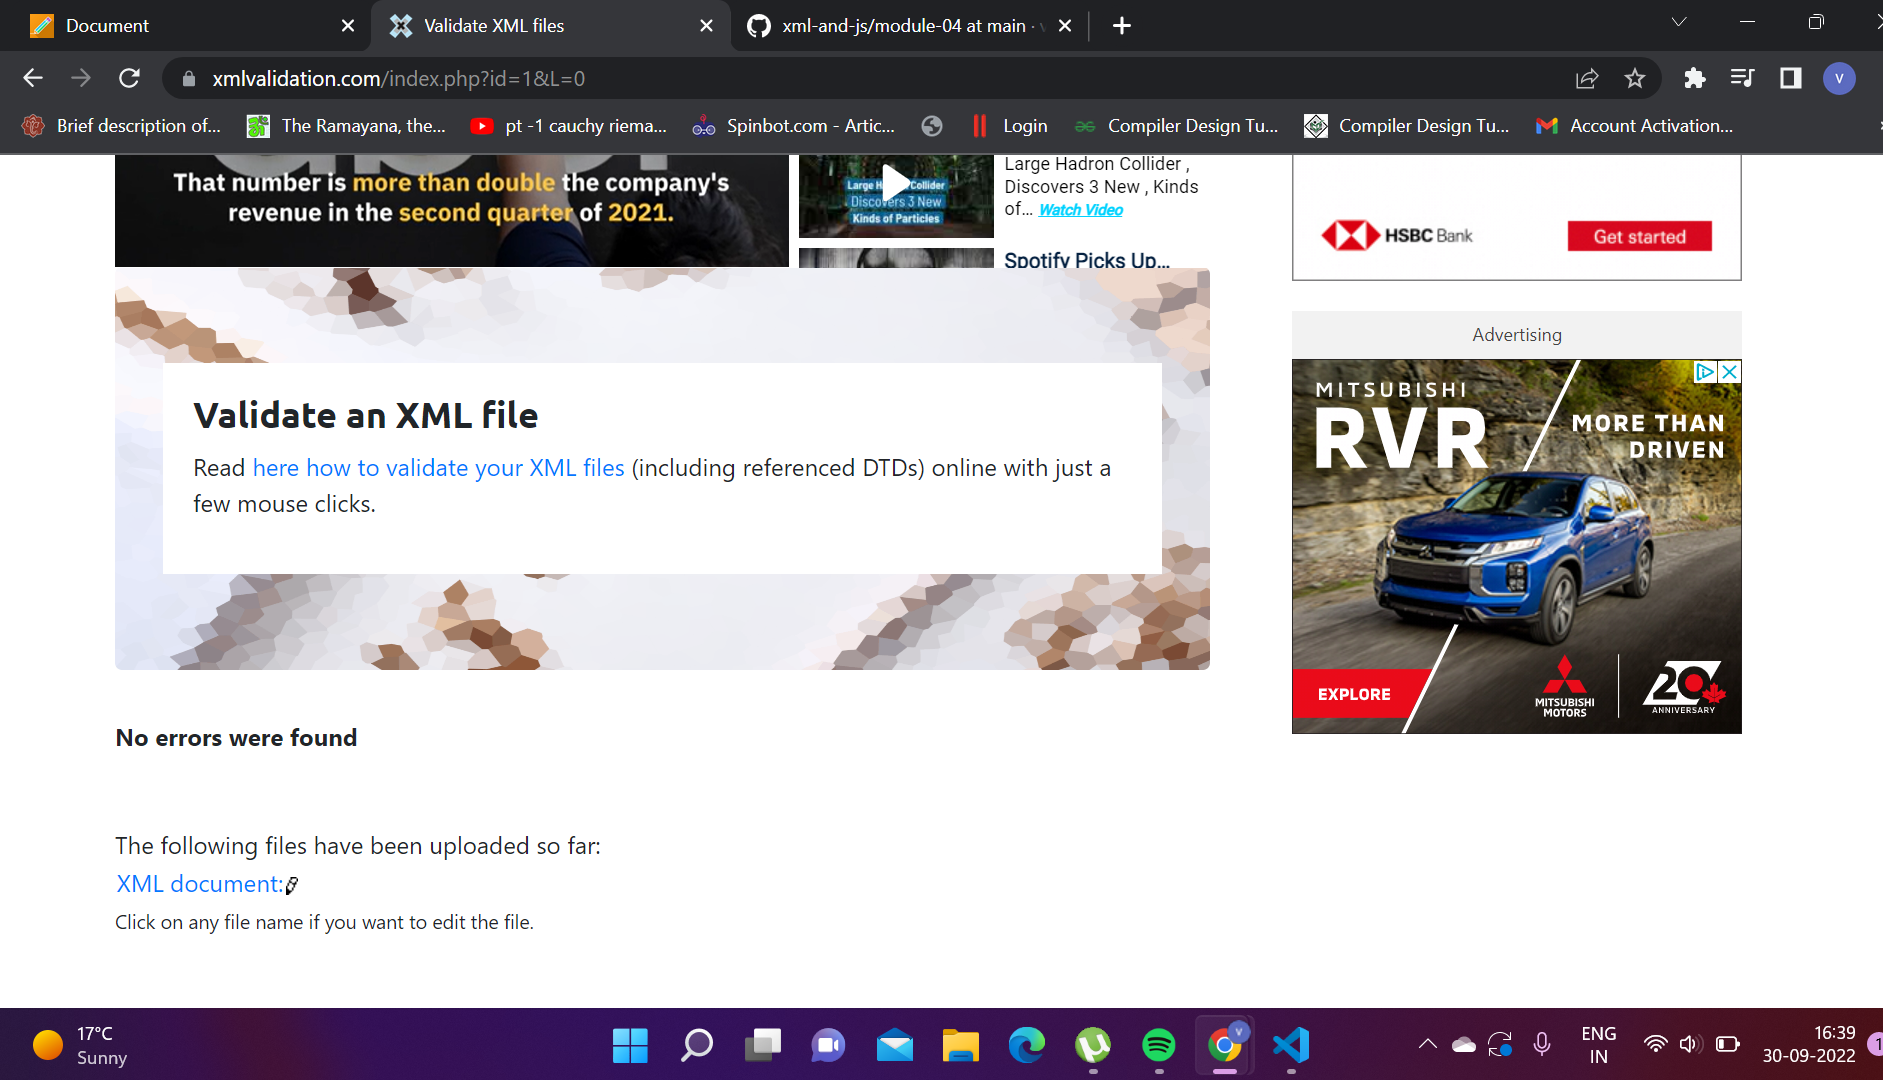 Document
Validate XML files
xml-and-js/module-04 at main ·
xmlvalidation.com/index.php?id=1&L=0
V
Brief description of...
The Ramayana, the...
pt -1 cauchy riema...
Spinbot.com - Artic...
Login
Compiler Design Tu...
Compiler Design Tu...
Account Activation...
That number is more than double the company's
revenue in the second quarter of 2021.
Large Hadron Collider
Discovers 3 New
Kinds of Particles
Large Hadron Collider ,
Discovers 3 New , Kinds
of... Watch Video
Spotify Picks Up...
HSBC Bank
Get started
Advertising
MITSUBISHI
RVR
MORE THAN
DRIVEN
EXPLORE
MITSUBISHI
MOTORS
20
ANNIVERSARY
Validate an XML file
Read here how to validate your XML files (including referenced DTDs) online with just a
few mouse clicks.
No errors were found
The following files have been uploaded so far:
XML document:
Click on any file name if you want to edit the file.
17°C
Sunny
V
ENG
IN
16:39
30-09-2022
1